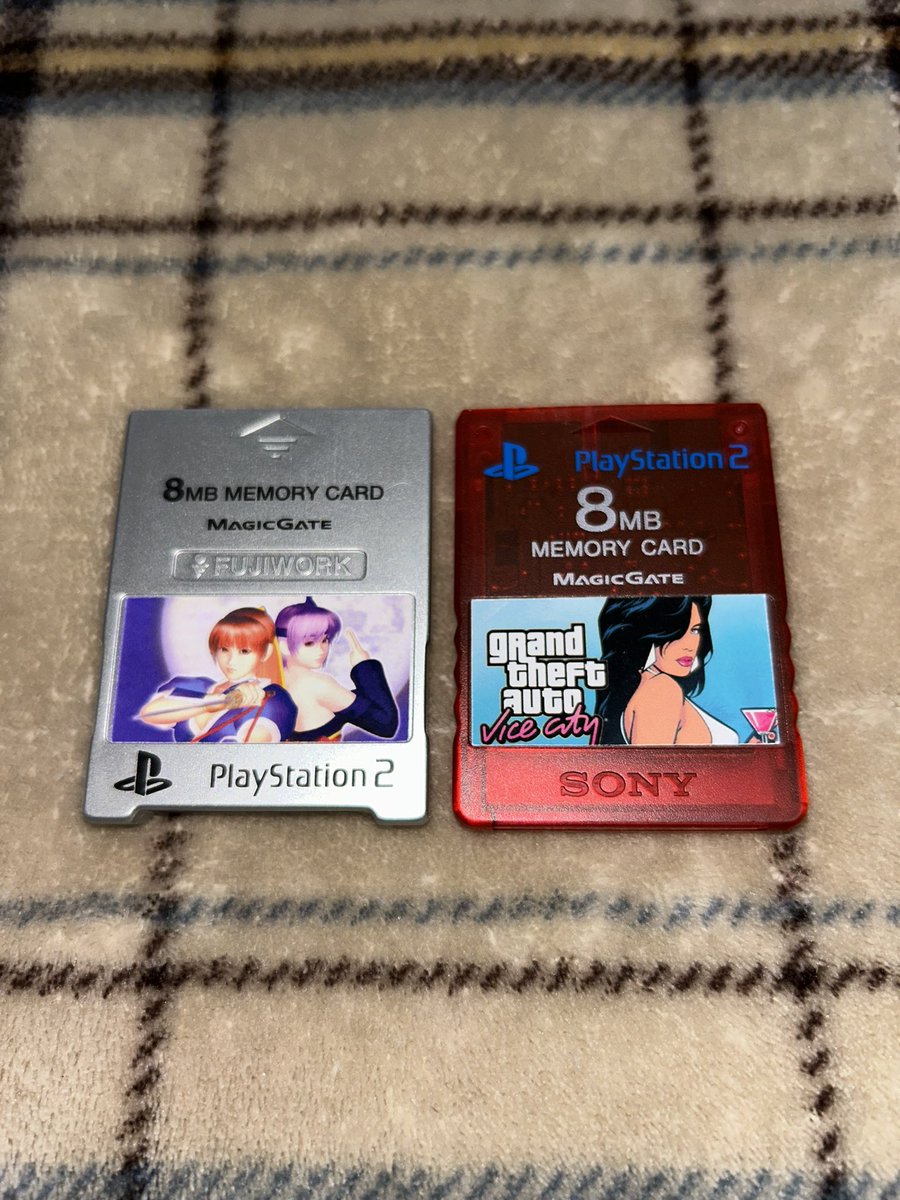 8MB MEMORY CARD
MAGICGATE
FUJIWORK
PlayStation 2
PlayStation 2
8MB
MEMORY CARD
MAGICGATE
grand
theft
auto
Vice City
SONY